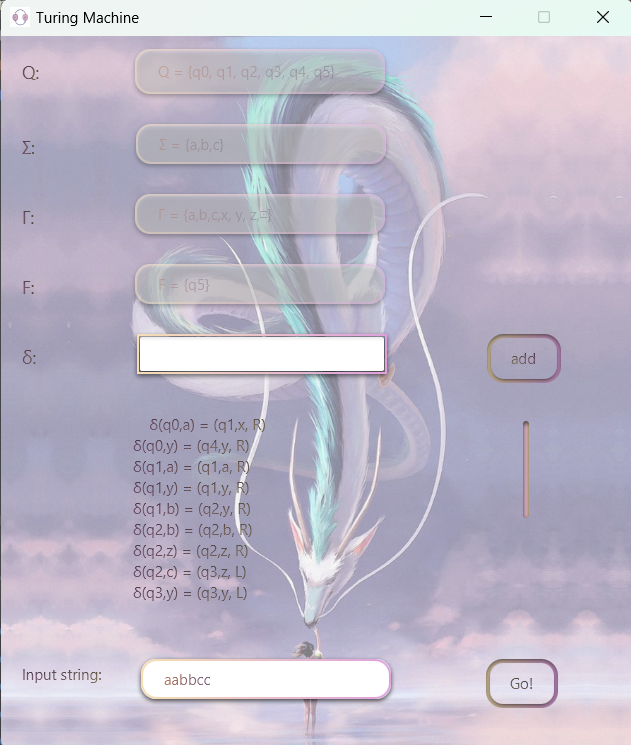 Turing Machine
Q: Q = {q0, q1, q2, q3, q4, q5}
Σ: Σ = {a,b,c}
Γ: Γ = {a,b,c,x, y, z,¤}
F: F = {q5}
δ: add
δ(q0,a) = (q1,x, R)
δ(q0,y) = (q4,y, R)
δ(q1,a) = (q1,a, R)
δ(q1,y) = (q1,y, R)
δ(q1,b) = (q2,y, R)
δ(q2,b) = (q2,b, R)
δ(q2,z) = (q2,z, R)
δ(q2,c) = (q3,z, L)
δ(q3,y) = (q3,y, L)
Input string: aabbcc Go!